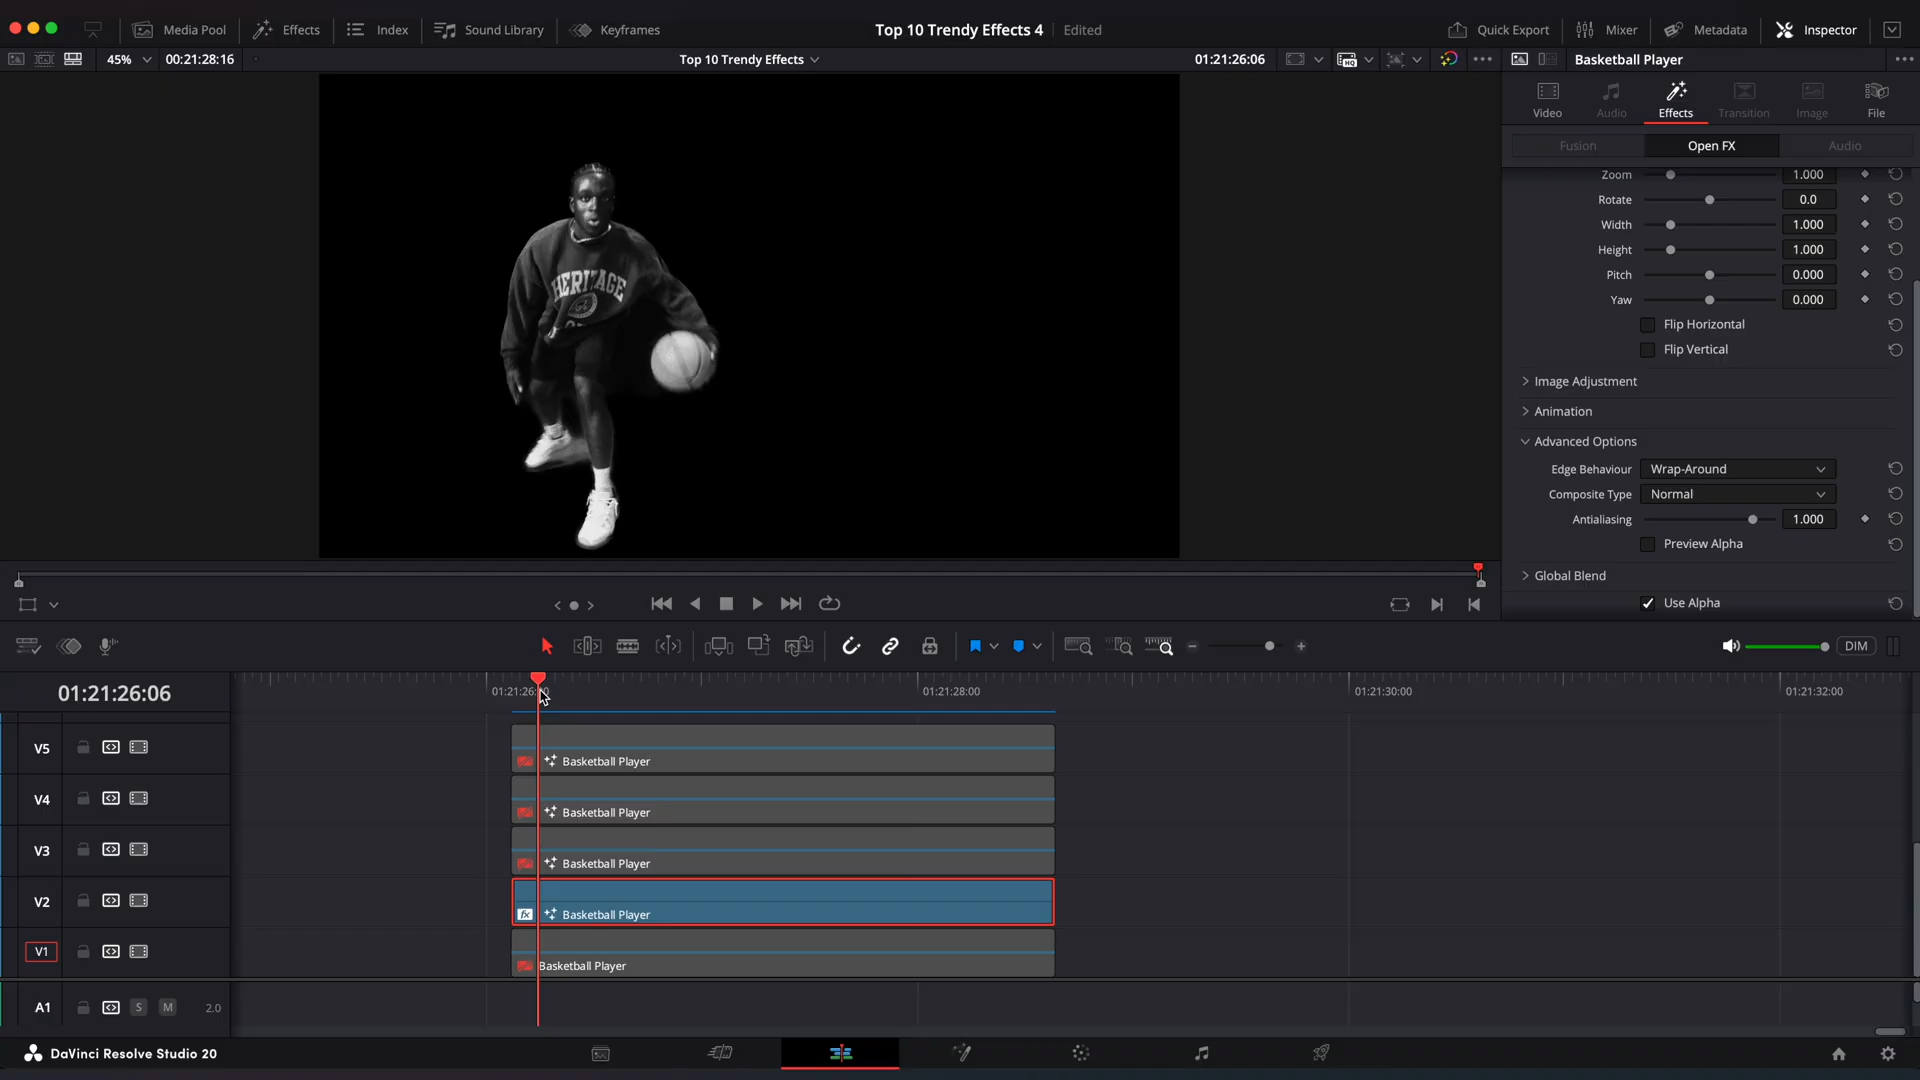 Media Pool
Effects
Index
Sound Library
Keyframes
Top 10 Trendy Effects 4
Edited
Quick Export
Mixer
Metadata
Inspector
45%
00:21:28:16
Top 10 Trendy Effects
01:21:26:06
Basketball Player
Video
Audio
Effects
Transition
Image
File
Fusion
Open FX
Audio
HERITAGE
Zoom 1.000
Rotate 0.0
Width 1.000
Height 1.000
Pitch 0.000
Yaw 0.000
Flip Horizontal
Flip Vertical
Image Adjustment
Animation
Advanced Options
Edge Behaviour Wrap-Around
Composite Type Normal
Antialiasing 1.000
Preview Alpha
Global Blend
Use Alpha
DIM
01:21:26:06
01:21:28:00
01:21:30:00
01:21:32:00
V5
Basketball Player
V4
Basketball Player
V3
Basketball Player
V2
fx
Basketball Player
V1
Basketball Player
A1
S
M
2.0
DaVinci Resolve Studio 20